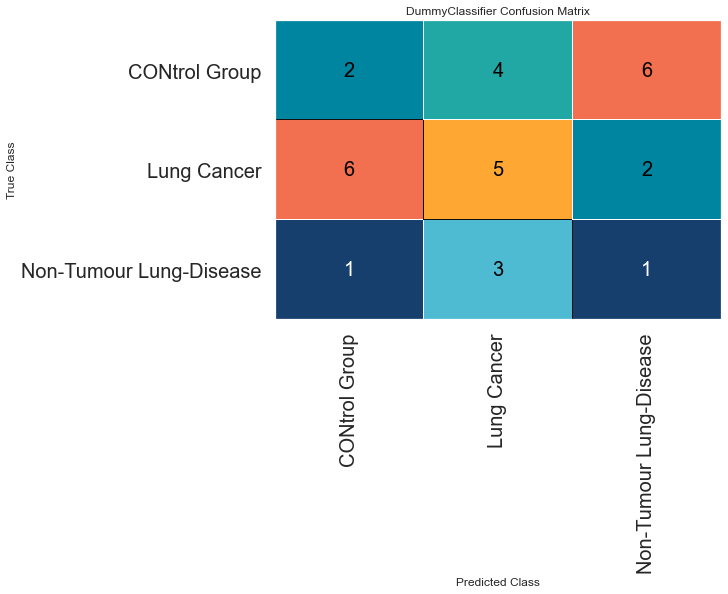 DummyClassifier Confusion Matrix
True Class
CONtrol Group
2 4 6
Lung Cancer
6 5 2
Non-Tumour Lung-Disease
1 3 1
CONtrol Group
Lung Cancer
Non-Tumour Lung-Disease
Predicted Class